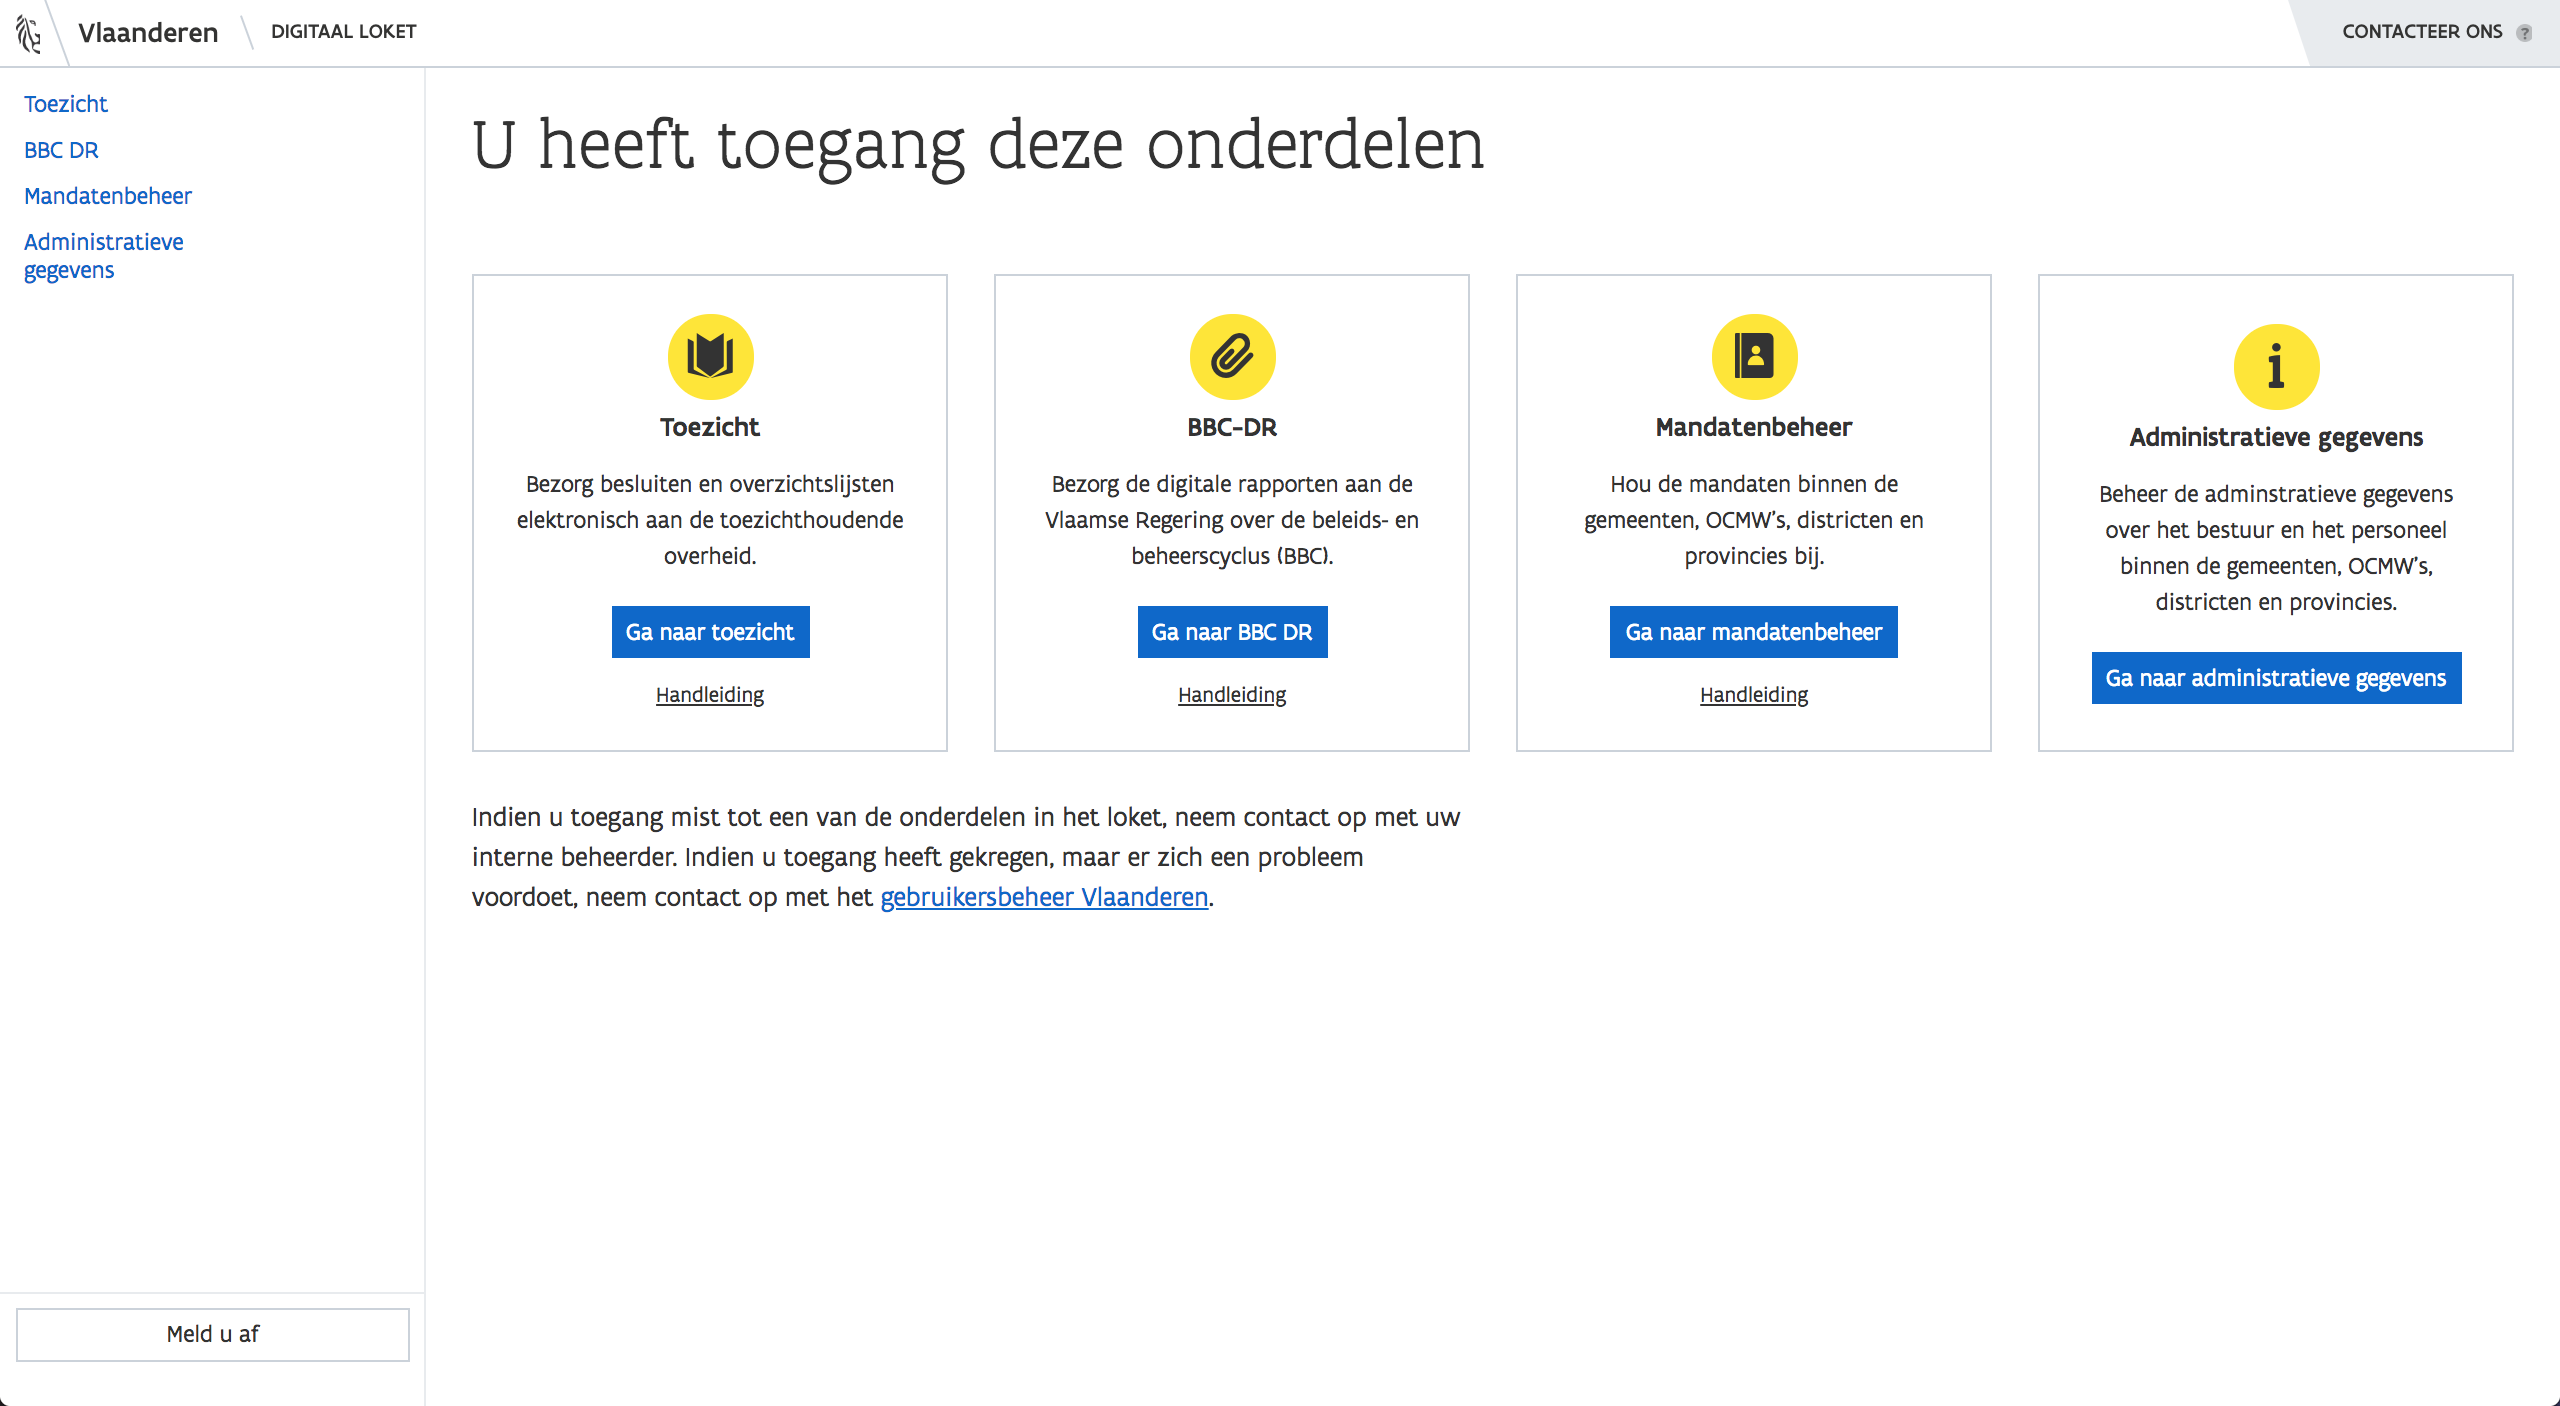 Vlaanderen
DIGITAAL LOKET
CONTACTEER ONS ?
Toezicht
BBC DR
Mandatenbeheer
Administratieve
gegevens
U heeft toegang deze onderdelen
Toezicht
Bezorg besluiten en overzichtslijsten
elektronisch aan de toezichthoudende
overheid.
Ga naar toezicht
Handleiding
BBC-DR
Bezorg de digitale rapporten aan de
Vlaamse Regering over de beleids- en
beheerscyclus (BBC).
Ga naar BBC DR
Handleiding
Mandatenbeheer
Hou de mandaten binnen de
gemeenten, OCMW's, districten en
provincies bij.
Ga naar mandatenbeheer
Handleiding
Administratieve gegevens
Beheer de adminstratieve gegevens
over het bestuur en het personeel
binnen de gemeenten, OCMW's,
districten en provincies.
Ga naar administratieve gegevens
Indien u toegang mist tot een van de onderdelen in het loket, neem contact op met uw
interne beheerder. Indien u toegang heeft gekregen, maar er zich een probleem
voordoet, neem contact op met het gebruikersbeheer Vlaanderen.
Meld u af